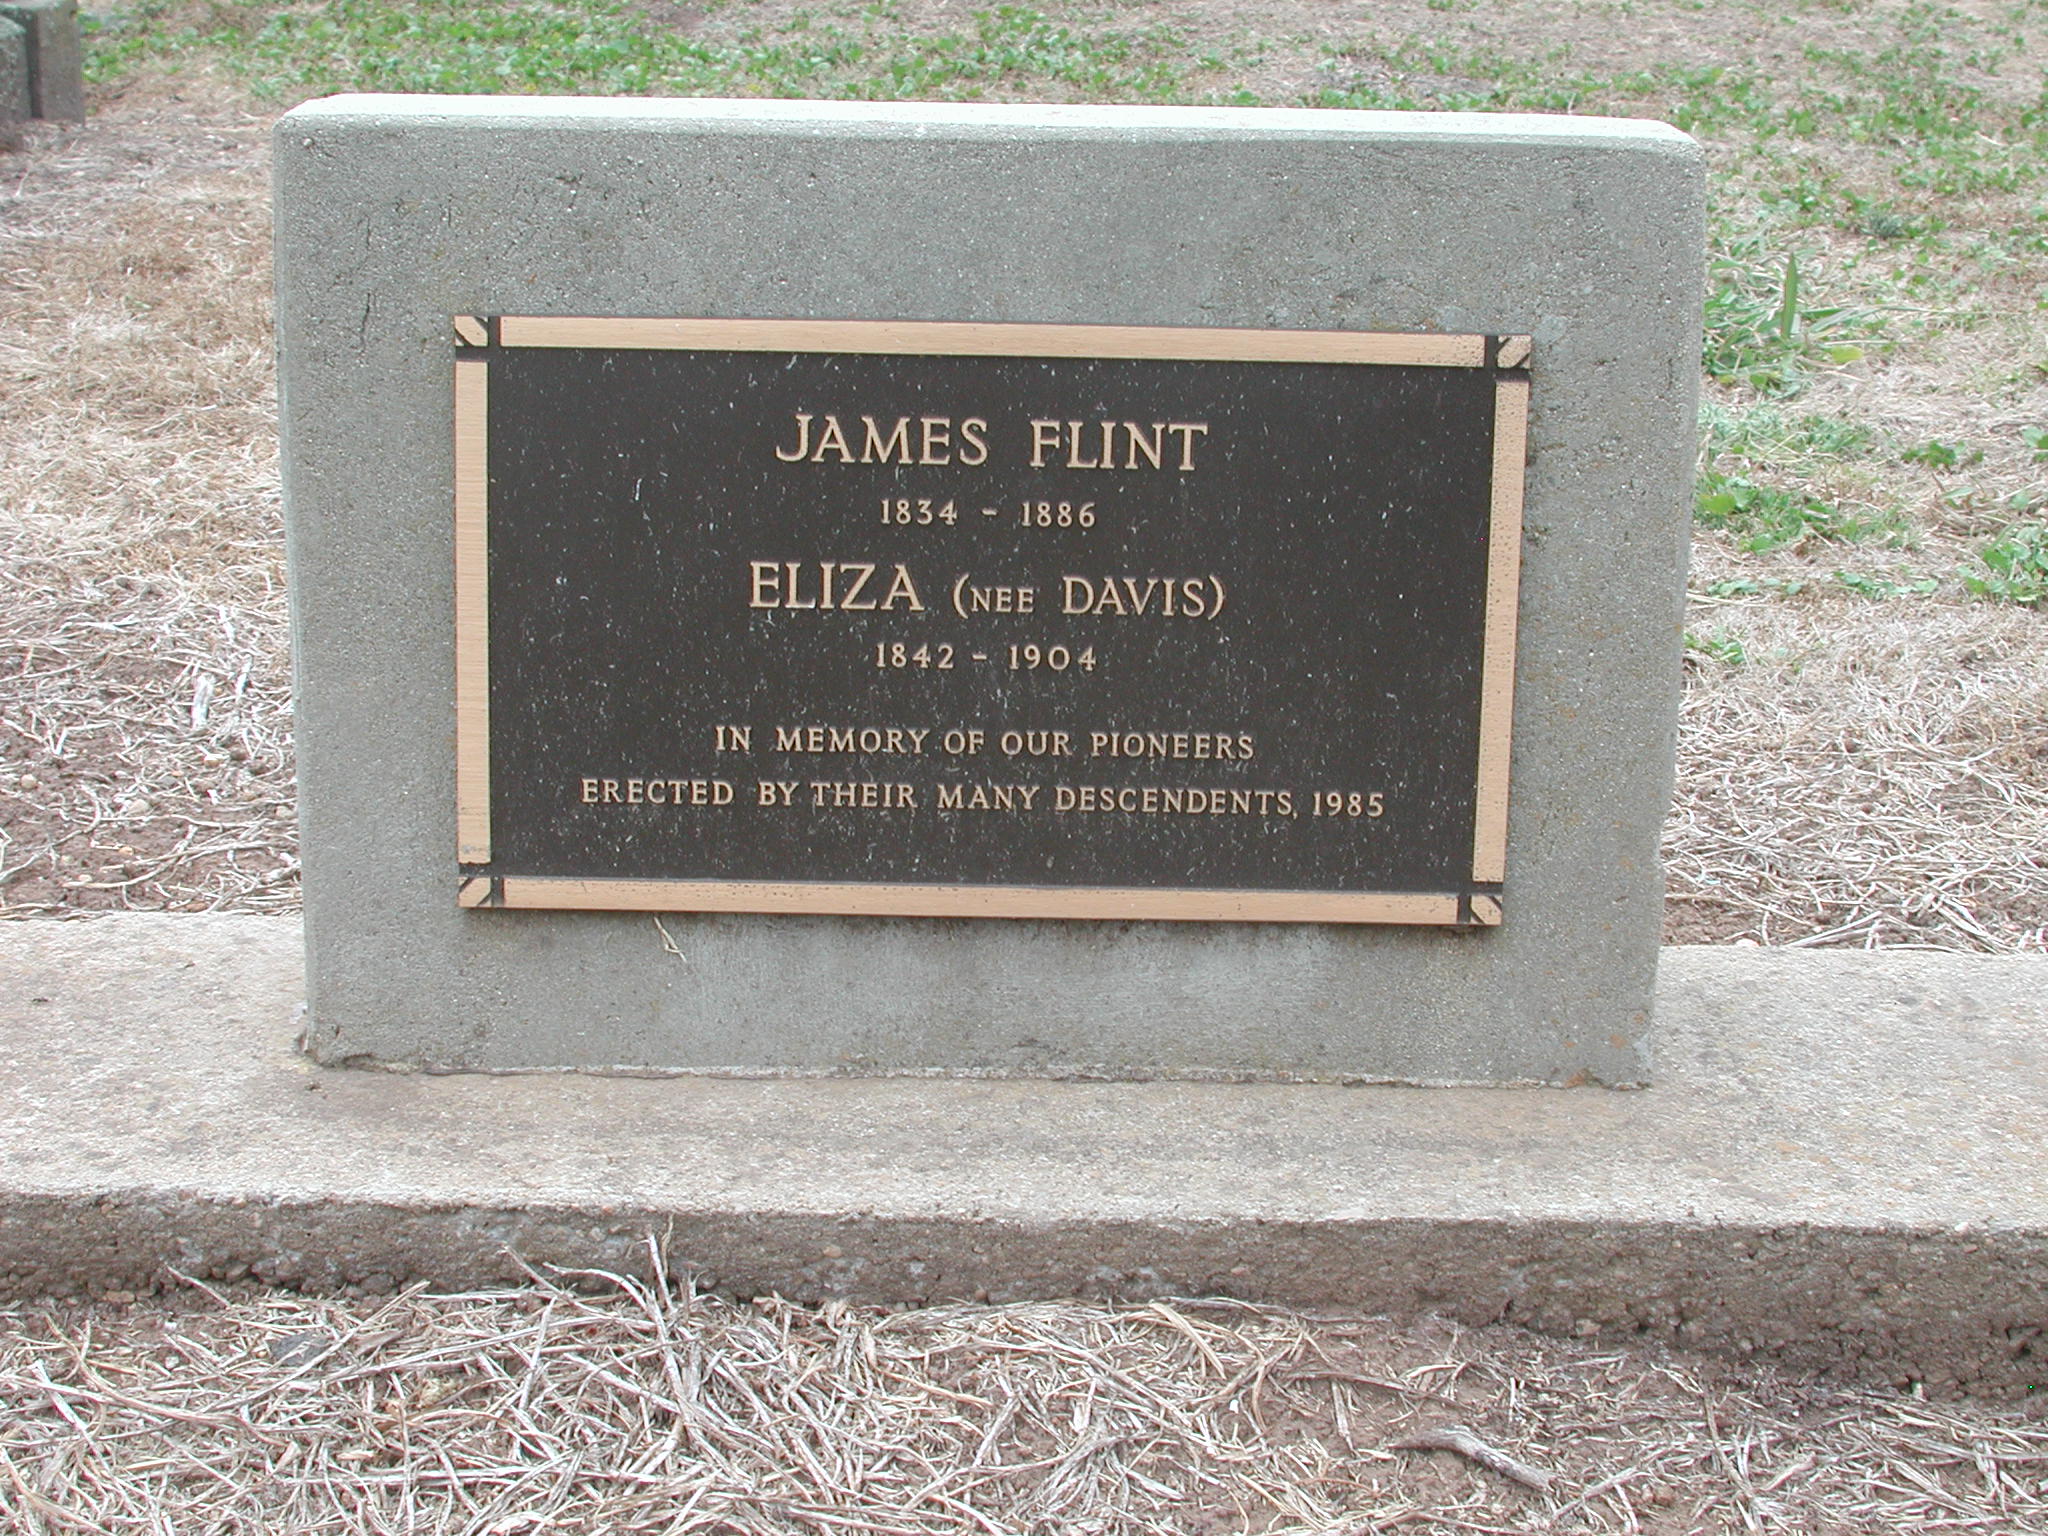 JAMES FLINT
1834 - 1886
ELIZA (NEE DAVIS)
1842 - 1904
IN MEMORY OF OUR PIONEERS
ERECTED BY THEIR MANY DESCENDENTS, 1985